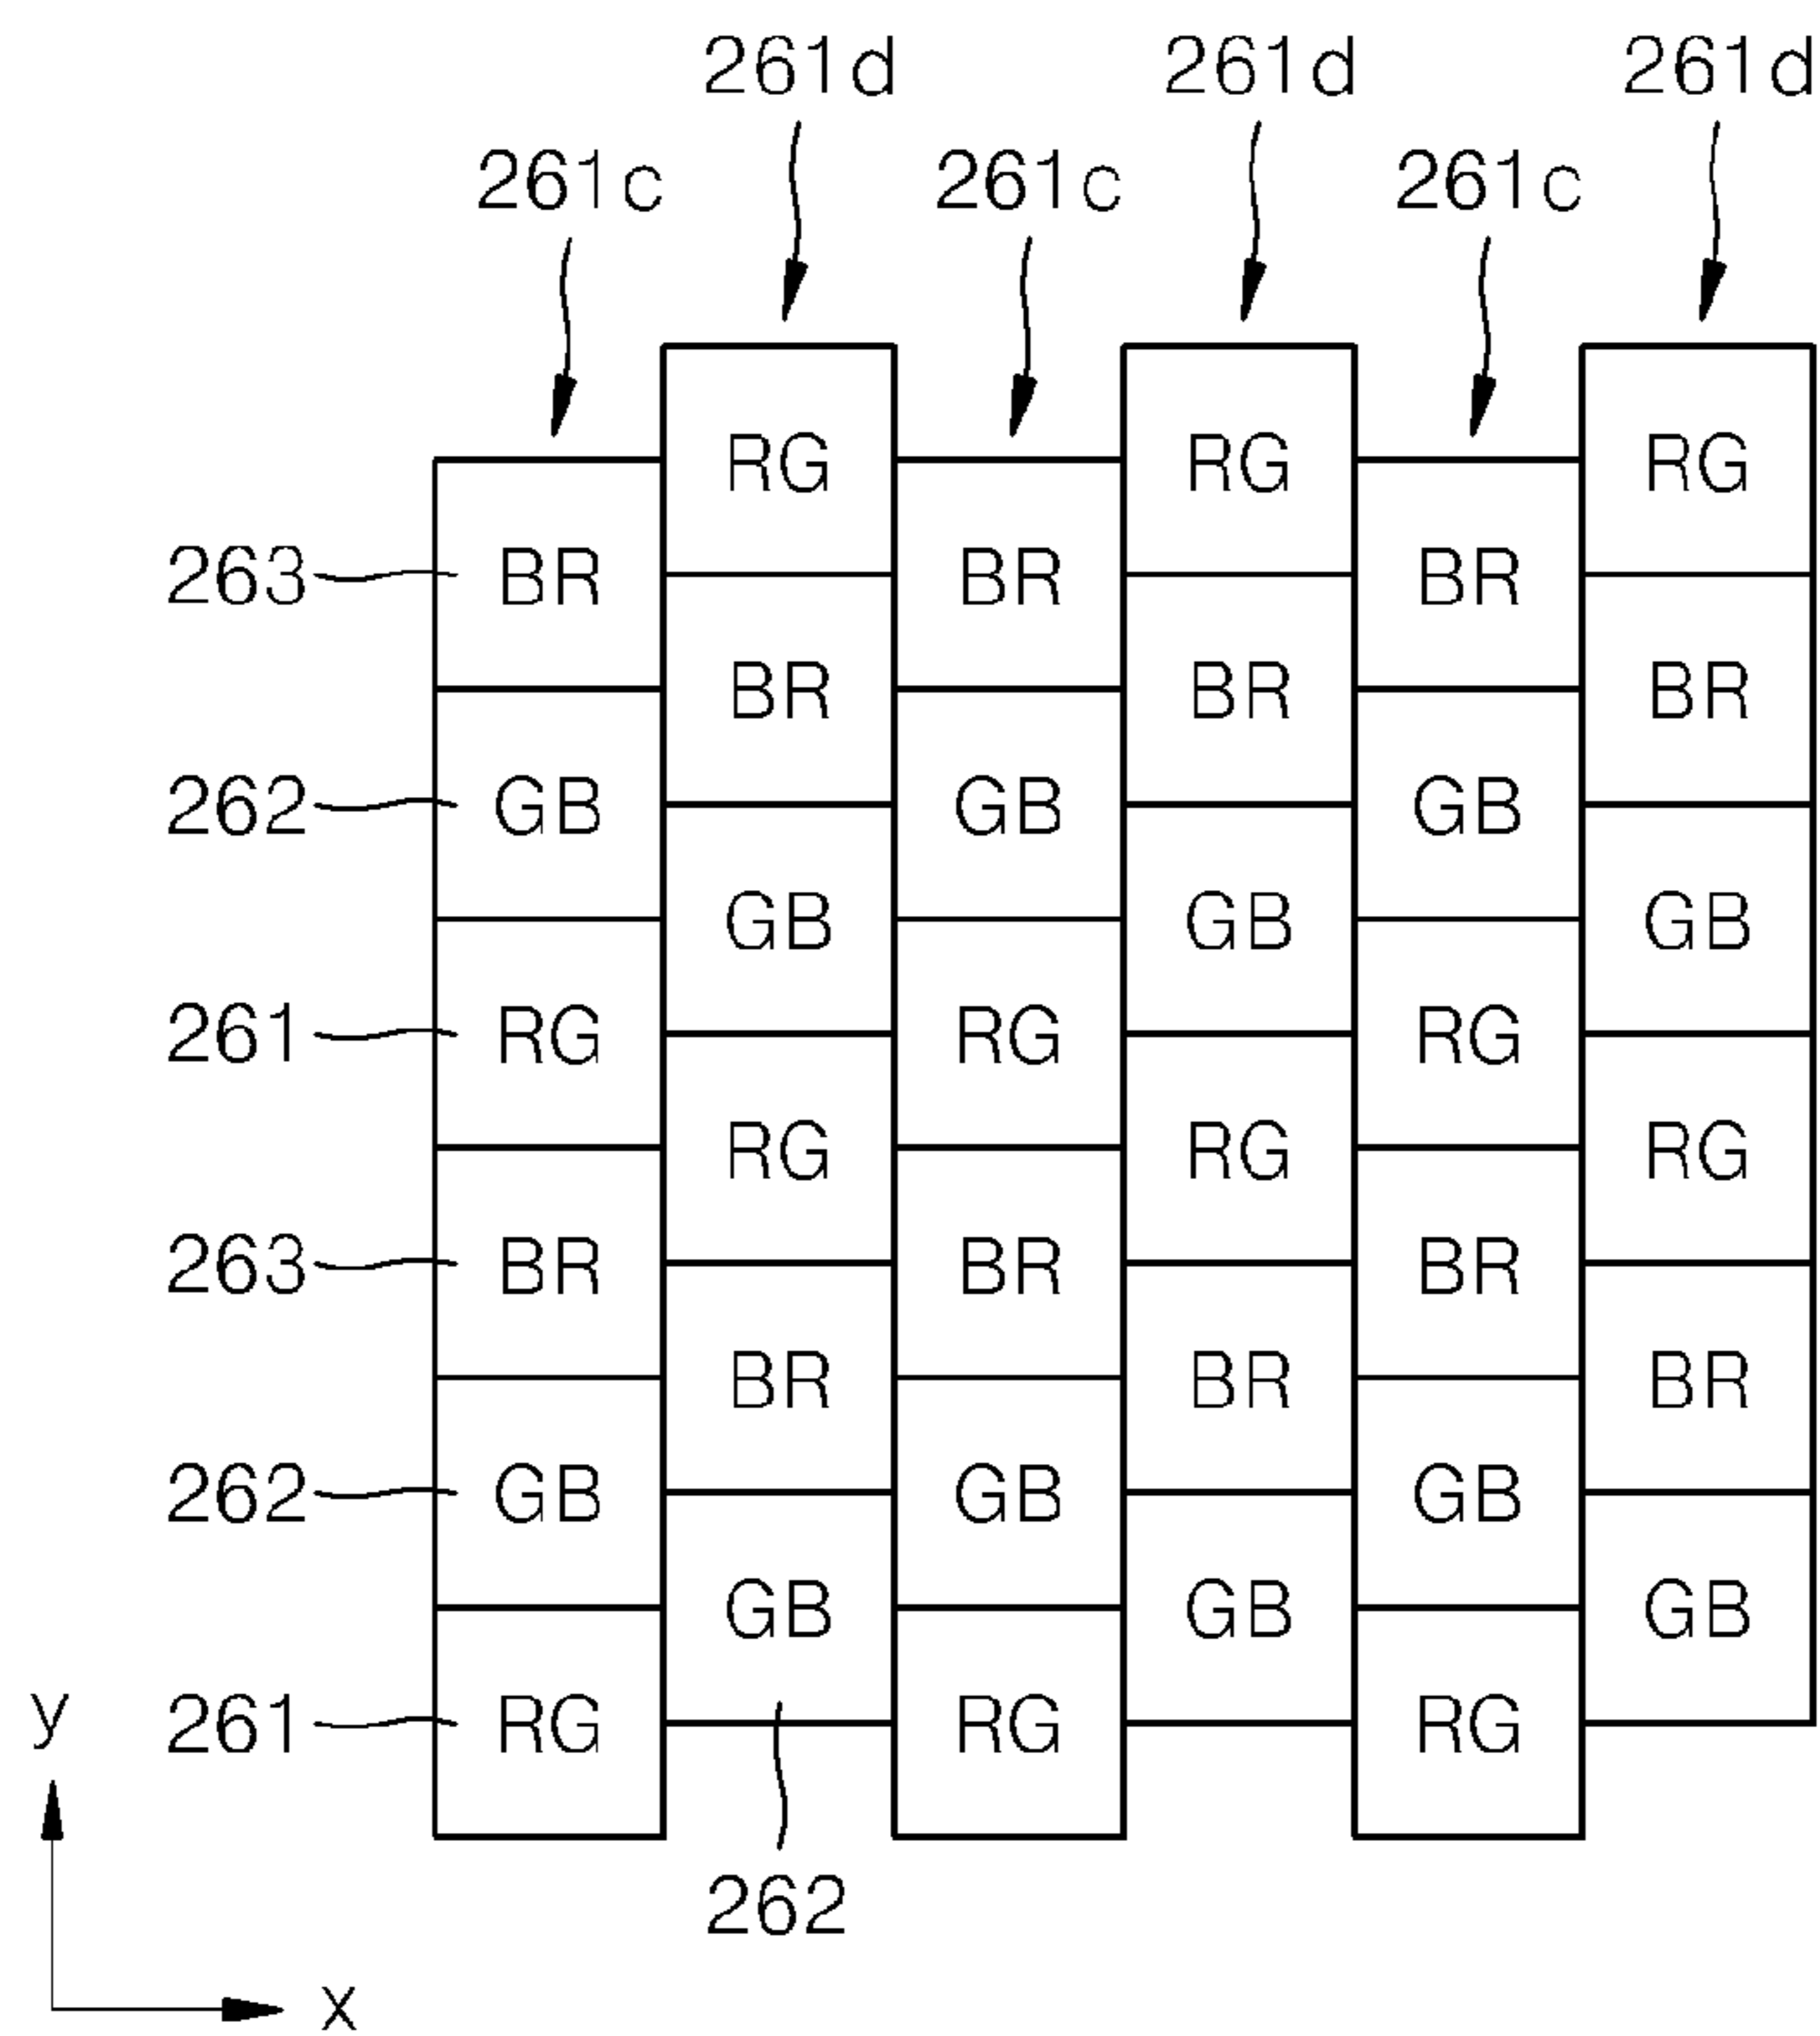 261d 261d 261d
261c 261c 261c
RG RG RG
263 BR BR BR
BR BR BR
262 GB GB GB
GB GB GB
261 RG RG RG
RG RG RG
263 BR BR BR
BR BR BR
262 GB GB GB
GB GB GB
y 261 RG RG RG
262
x